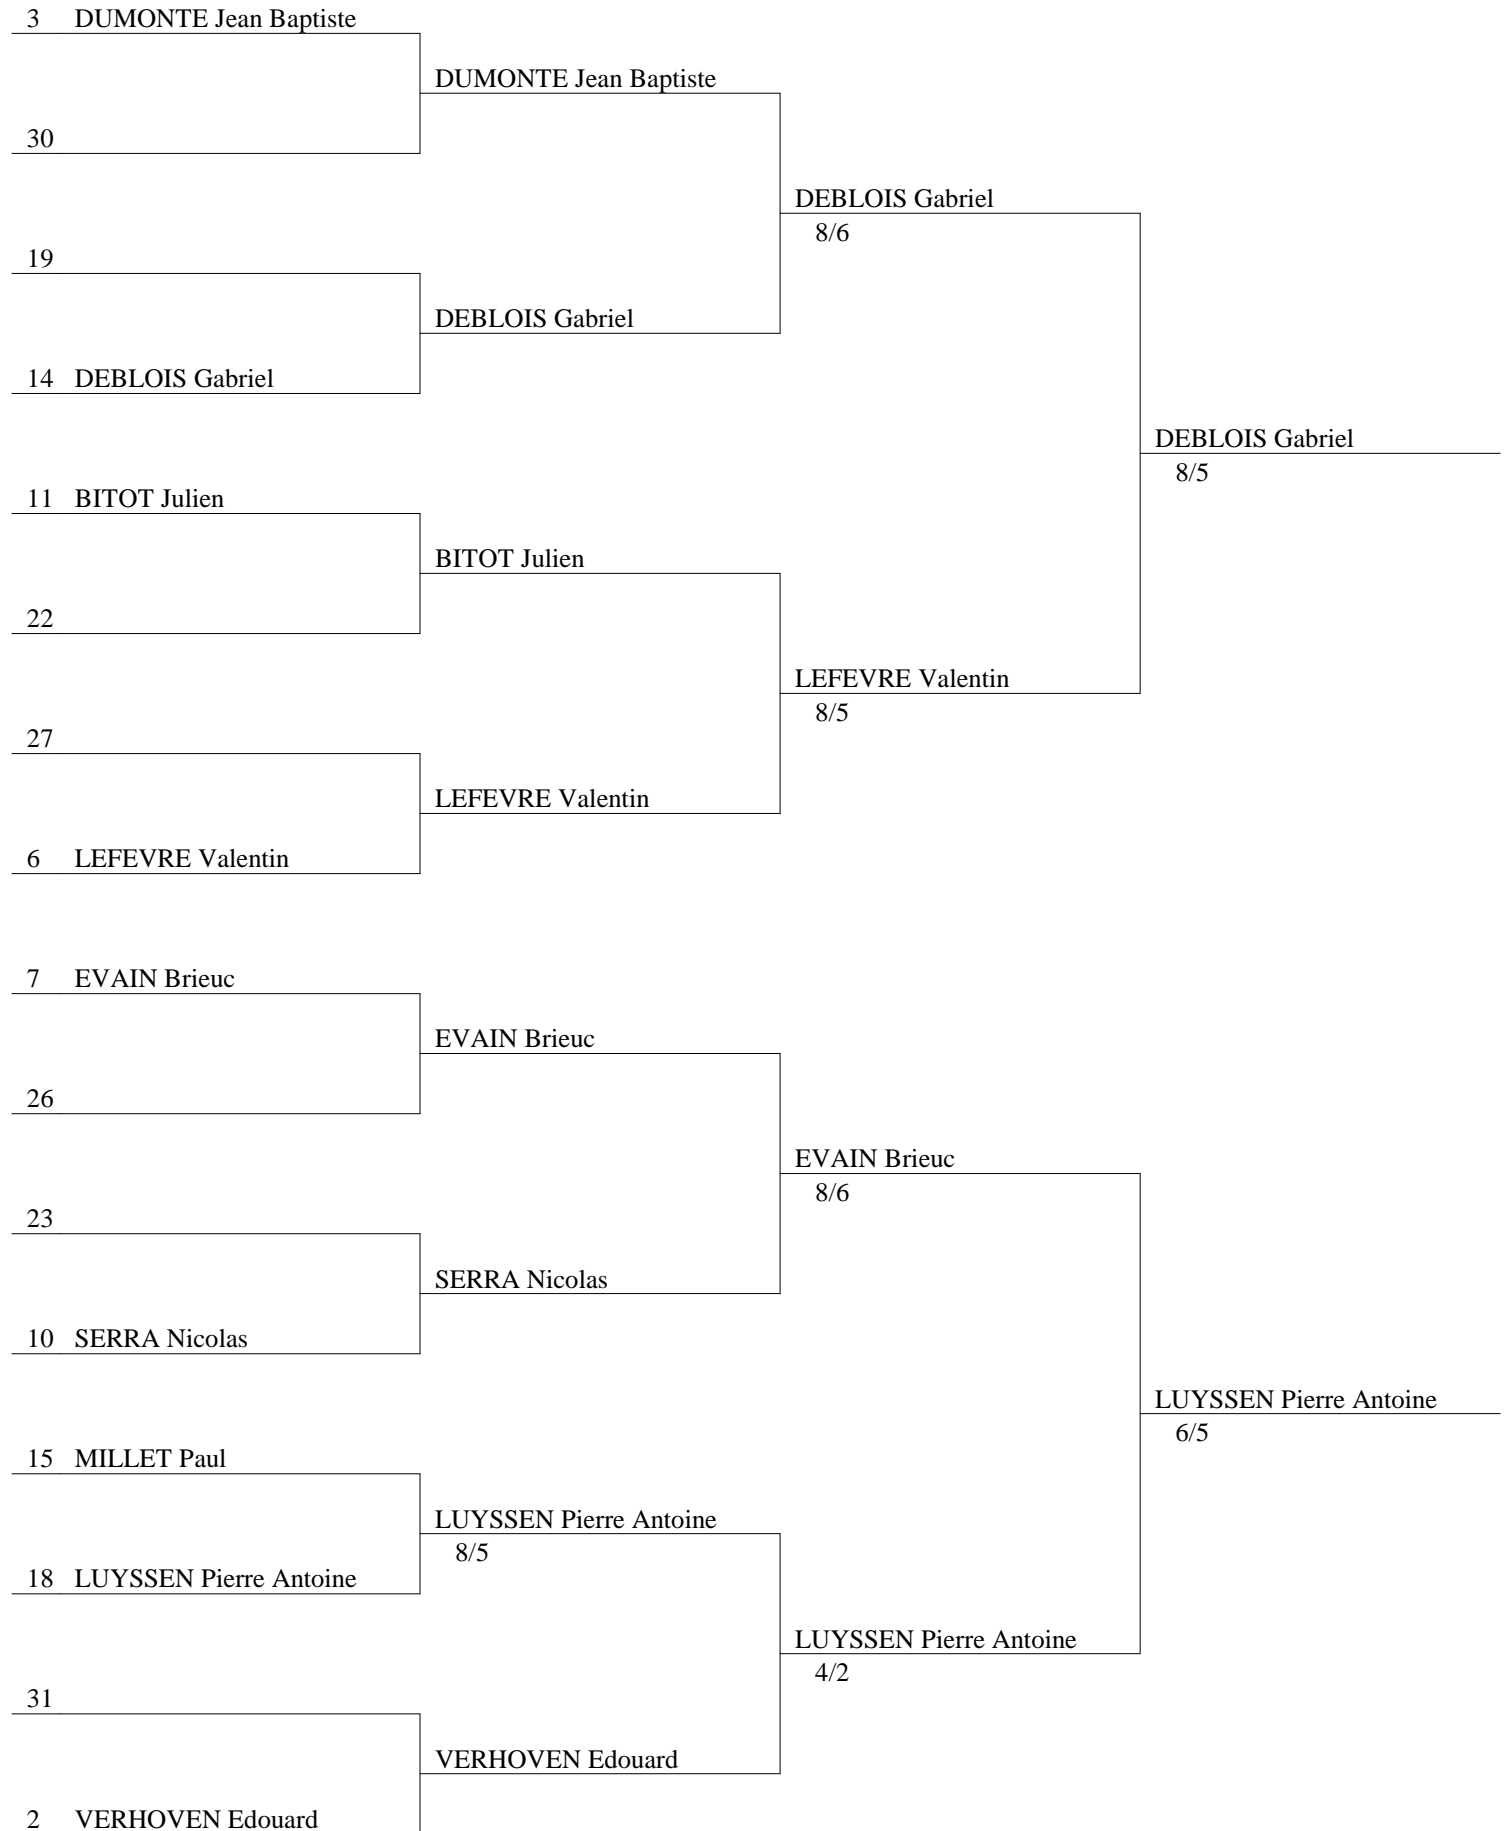 3 DUMONTE Jean Baptiste
DUMONTE Jean Baptiste
30
DEBLOIS Gabriel
8/6
19
DEBLOIS Gabriel
14 DEBLOIS Gabriel
DEBLOIS Gabriel
8/5
11 BITOT Julien
BITOT Julien
22
LEFEVRE Valentin
8/5
27
LEFEVRE Valentin
6 LEFEVRE Valentin
7 EVAIN Brieuc
EVAIN Brieuc
26
EVAIN Brieuc
8/6
23
SERRA Nicolas
10 SERRA Nicolas
LUYSSEN Pierre Antoine
6/5
15 MILLET Paul
LUYSSEN Pierre Antoine
8/5
18 LUYSSEN Pierre Antoine
LUYSSEN Pierre Antoine
4/2
31
VERHOVEN Edouard
2 VERHOVEN Edouard